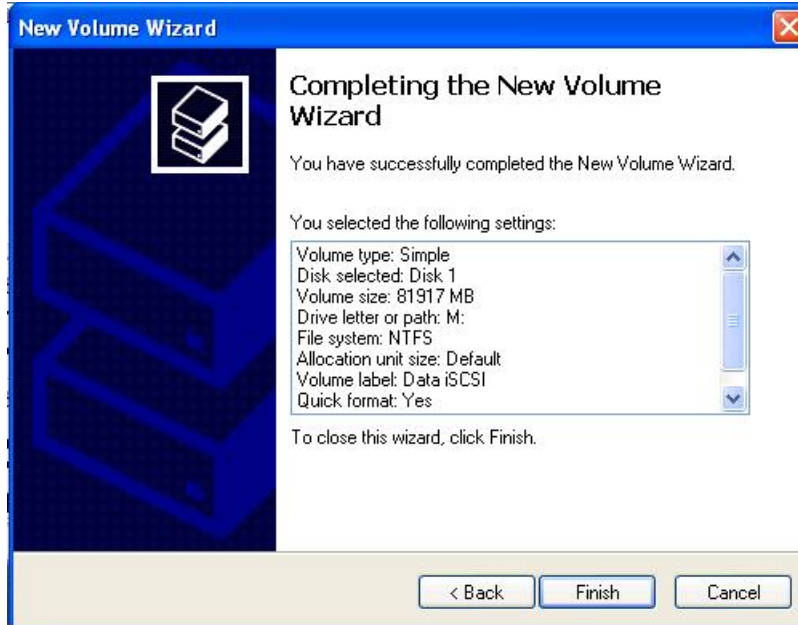 New Volume Wizard
Completing the New Volume
Wizard
You have successfully completed the New Volume Wizard.
You selected the following settings:
Volume type: Simple
Disk selected: Disk 1
Volume size: 81917 MB
Drive letter or path: M:
File system: NTFS
Allocation unit size: Default
Volume label: Data iSCSI
Quick format: Yes
To close this wizard, click Finish.
< Back Finish Cancel